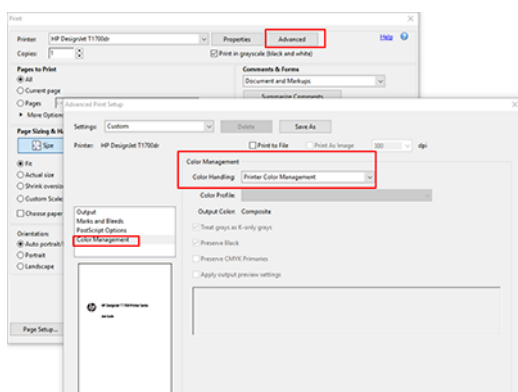 Print
Printer: HP DesignJet T1700dr Properties Advanced Help
Copies: 1 Print in grayscale (black and white)
Pages to Print Comments & Forms
All Document and Markups
Current page
Pages Summarize Comments
More Option
Advanced Print Setup
Settings: Custom Delete Save As
Printer: HP DesignJet T1700dr Print to File Print As Image 300 dpi
Page Sizing & Ha
Size
Fit
Actual size
Shrink oversiz
Custom Scale
Choose paper
Orientation:
Auto portrait/
Portrait
Landscape
Page Setup...
Color Management
Color Handling: Printer Color Management
Color Profile:
Output Color: Composite
Treat grays as K-only grays
Preserve Black
Preserve CMYK Primaries
Apply output preview settings
Output
Marks and Bleeds
PostScript Options
Color Management